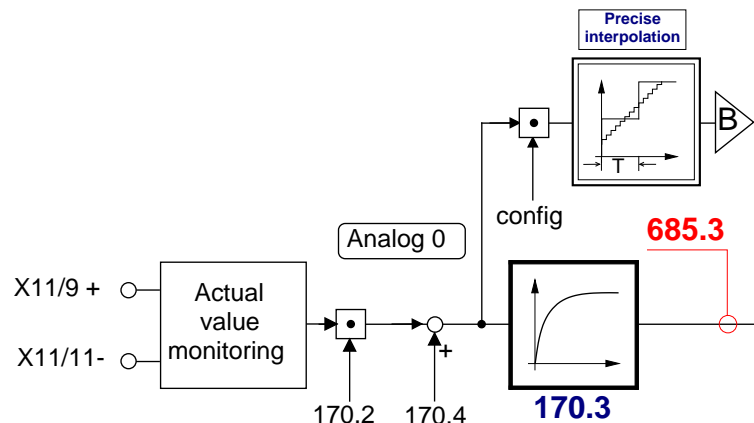 Precise
interpolation
B
T
config
Analog 0
685.3
X11/9 +
Actual
value
monitoring
X11/11-
+
170.2
170.4
170.3